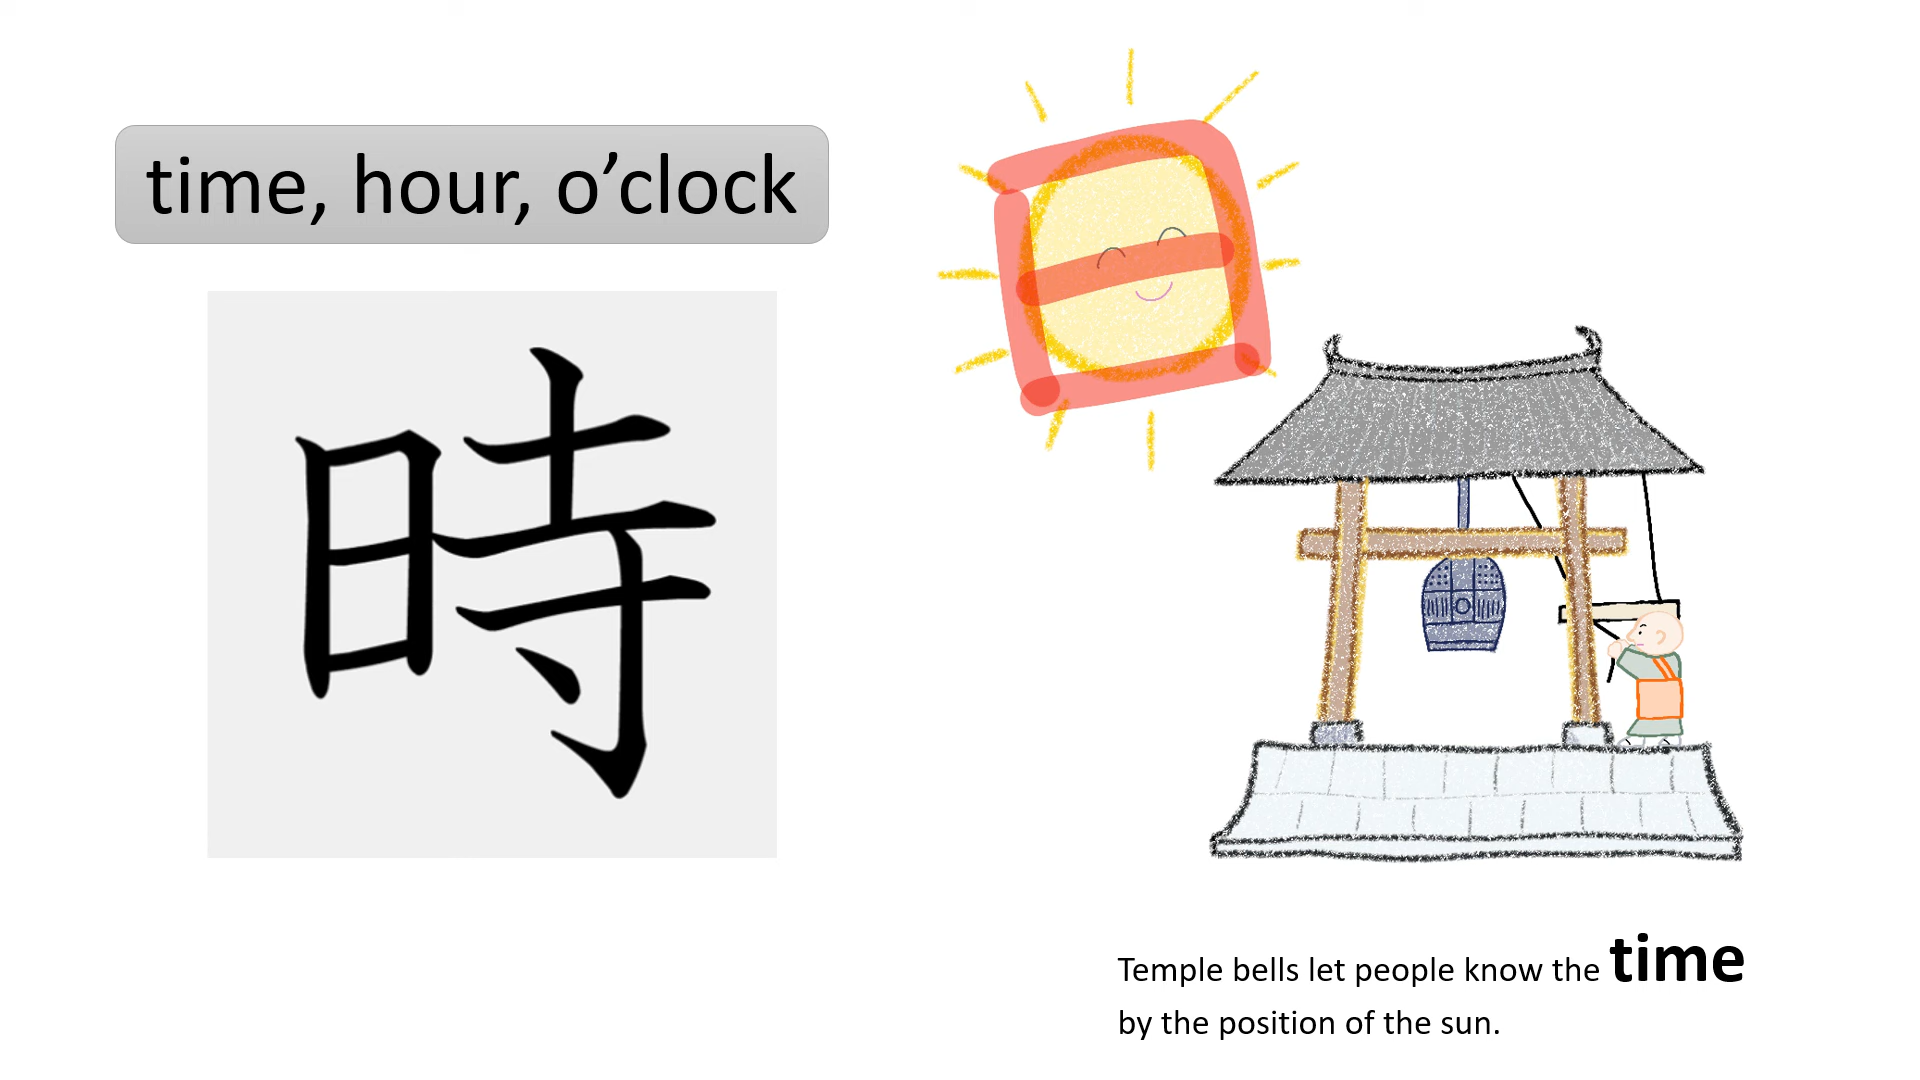 time, hour, o’clock
時
Temple bells let people know the time
by the position of the sun.